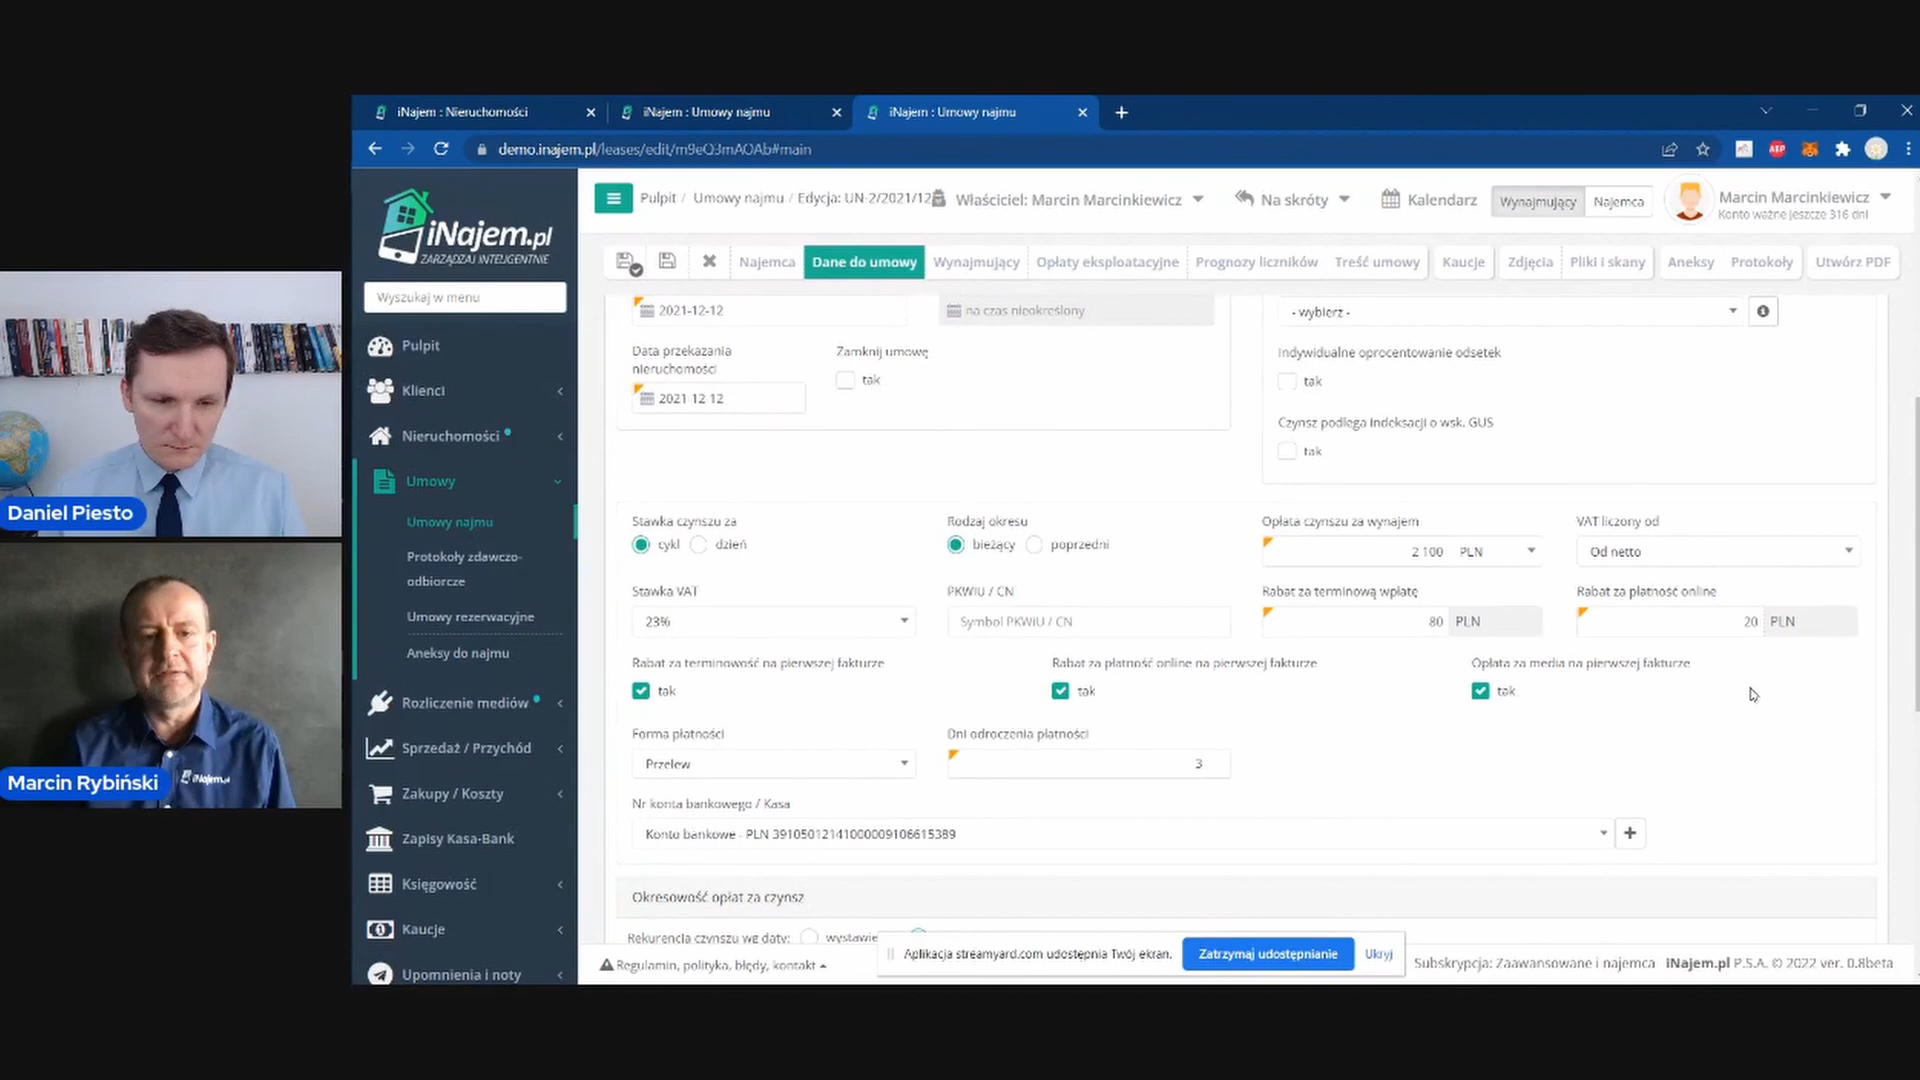 iNajem : Nieruchomości
iNajem : Umowy najmu
iNajem : Umowy najmu
demo.inajem.pl/leases/edit/m9eQ3mAOAb#main
iNajem.pl
ZARZĄDZAJ INTELIGENTNIE
Pulpit / Umowy najmu / Edycja: UN-2/2021/12
Właściciel: Marcin Marcinkiewicz
Na skróty
Kalendarz
Wynajmujący
Najemca
Marcin Marcinkiewicz
Konto ważne jeszcze 316 dni
Najemca
Dane do umowy
Wynajmujący
Opłaty eksploatacyjne
Prognozy liczników
Treść umowy
Kaucje
Zdjęcia
Pliki i skany
Aneksy
Protokoły
Utwórz PDF
Wyszukaj w menu
Pulpit
Klienci
Nieruchomości
Umowy
Umowy najmu
Protokoły zdawczo-
odbiorcze
Umowy rezerwacyjne
Aneksy do najmu
Rozliczenie mediów
Sprzedaż / Przychód
Zakupy / Koszty
Zapisy Kasa-Bank
Księgowość
Kaucje
Upomnienia i noty
2021-12-12
na czas nieokreślony
- wybierz -
Data przekazania
nieruchomości
2021-12-12
Zamknij umowę
tak
Indywidualne oprocentowanie odsetek
tak
Czynsz podlega indeksacji o wsk. GUS
tak
Stawka czynszu za
cykl
dzień
Rodzaj okresu
bieżący
poprzedni
Opłata czynszu za wynajem
2 100 PLN
VAT liczony od
Od netto
Stawka VAT
23%
PKWiU / CN
Symbol PKWiU / CN
Rabat za terminową wpłatę
80 PLN
Rabat za płatność online
20 PLN
Rabat za terminowość na pierwszej fakturze
tak
Rabat za płatność online na pierwszej fakturze
tak
Opłata za media na pierwszej fakturze
tak
Forma płatności
Przelew
Dni odroczenia płatności
3
Nr konta bankowego / Kasa
Konto bankowe - PLN 39105012141000009106615389
Okresowość opłat za czynsz
Rekurencja czynszu wg daty:
Regulamin, polityka, błędy, kontakt
Aplikacja streamyard.com udostępnia Twój ekran.
Zatrzymaj udostępnianie
Ukryj
Subskrypcja: Zaawansowane i najemca iNajem.pl P.S.A. © 2022 ver. 0.8beta
Daniel Piesto
iNajem.pl
Marcin Rybiński